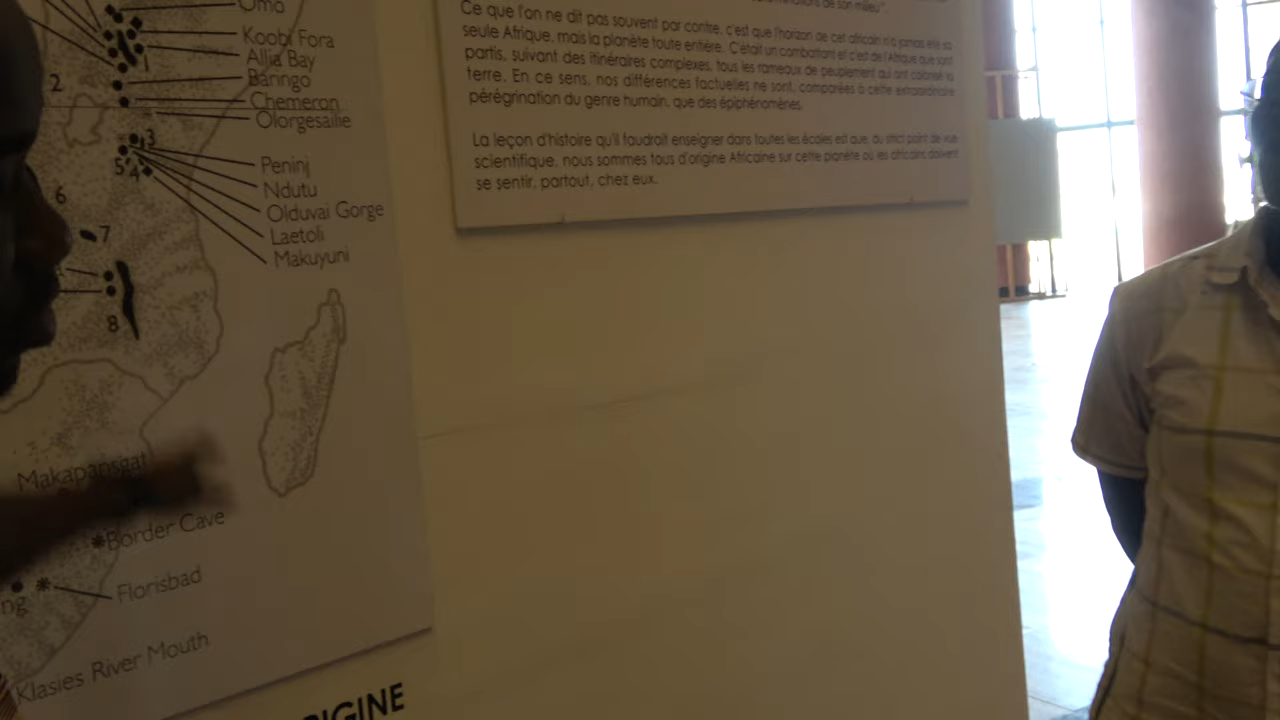 Omo
Koobi Fora
Allia Bay
1
Baringo
2
Chemeron
Olorgesailie
3
5
4
Peninj
Ndutu
Olduvai Gorge
Laetoli
Makuyuni
6
7
8
Makapansgat
Border Cave
Florisbad
ng
Klasies River Mouth
RIGINE
de son milieu".
Ce que l'on ne dit pas souvent par contre, c'est que l'horizon de cet africain n'a jamais été sa
seule Afrique, mais la planète toute entière. C'était un combattant et c'est de l'Afrique que sont
partis, suivant des itinéraires complexes, tous les rameaux de peuplement qui ont colonisé la
terre. En ce sens, nos différences factuelles ne sont, comparées à cette extraordinaire
pérégrination du genre humain, que des épiphénomènes.
La leçon d'histoire qu'il faudrait enseigner dans toutes les écoles est que, du strict point de vue
scientifique, nous sommes tous d'origine Africaine sur cette planète où les africains doivent
se sentir, partout, chez eux.